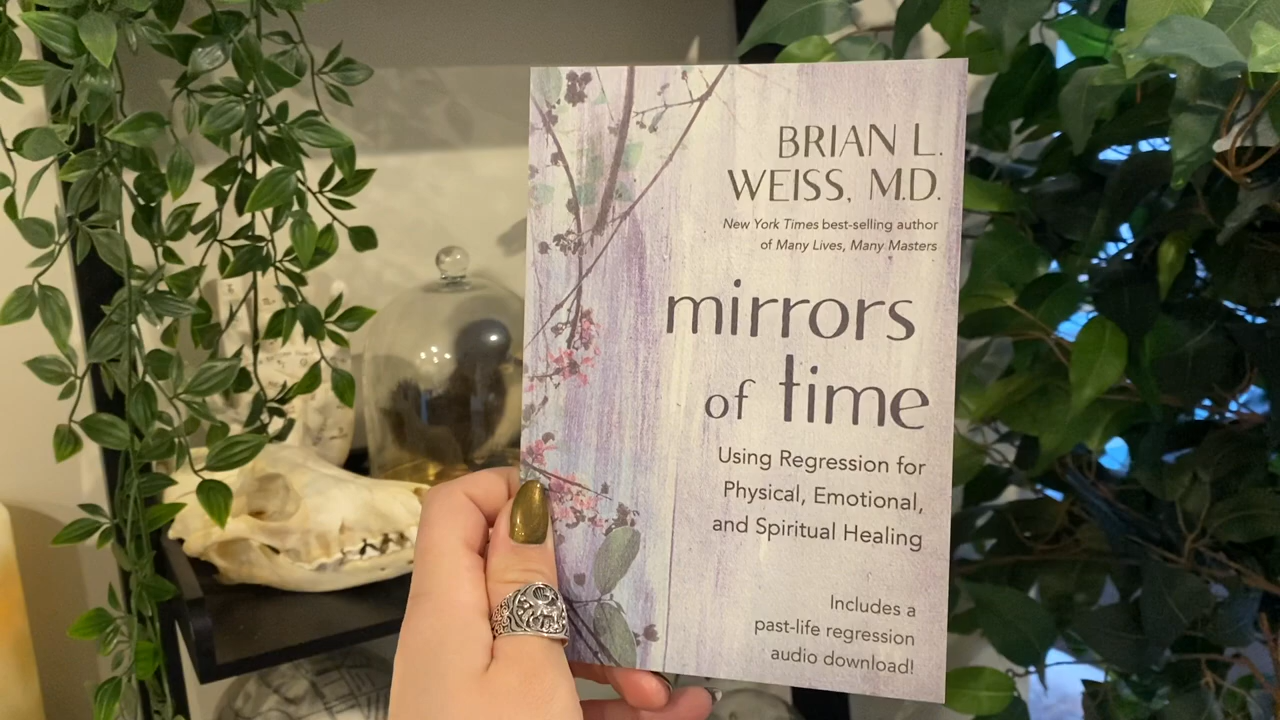 BRIAN L.
WEISS, M.D.
New York Times best-selling author
of Many Lives, Many Masters
mirrors
of time
Using Regression for
Physical, Emotional,
and Spiritual Healing
Includes a
past-life regression
audio download!